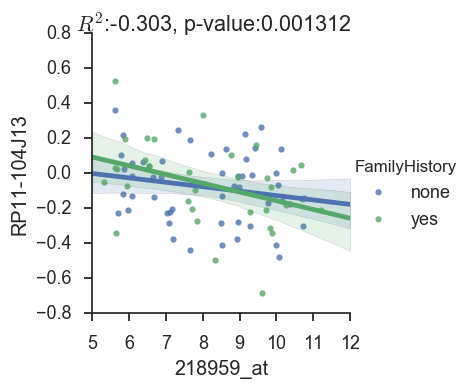 R²:-0.303, p-value:0.001312
0.8
0.6
0.4
0.2
0.0
−0.2
−0.4
−0.6
−0.8
RP11-104J13
5 6 7 8 9 10 11 12
218959_at
FamilyHistory
none
yes